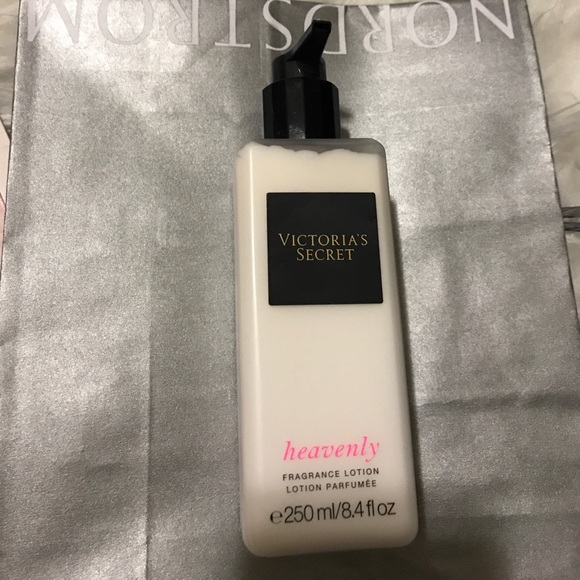 NORDSTROM
VICTORIA'S
SECRET
heavenly
FRAGRANCE LOTION
LOTION PARFUMÉE
℮250 ml/8.4 fl oz